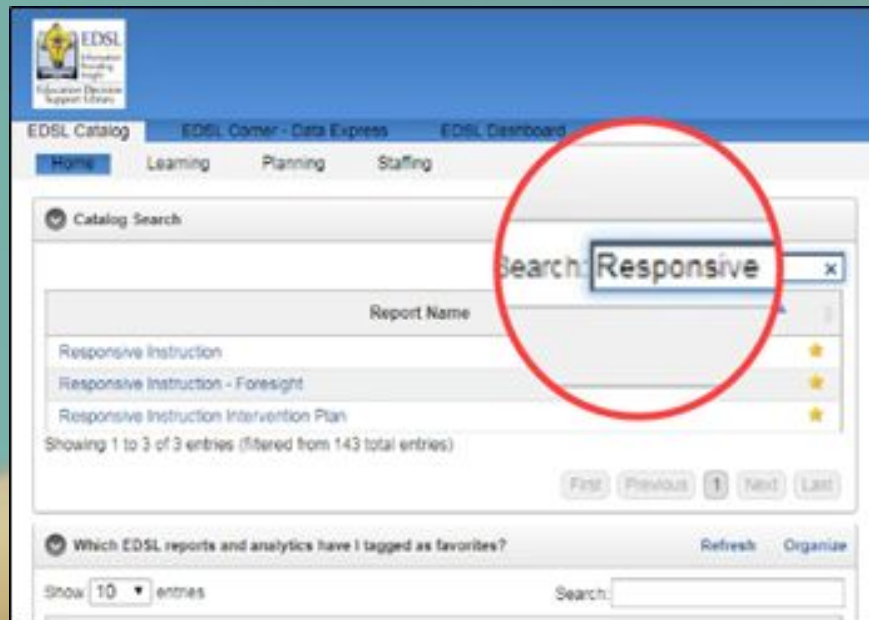 EDSL
Information
Providing
Insight
Education Decision
Support Library
EDSL Catalog EDSL Corner - Data Express EDSL Dashboard
Home Learning Planning Staffing
Catalog Search
Search: Responsive ×
Report Name
Responsive Instruction
Responsive Instruction - Foresight
Responsive Instruction Intervention Plan
Showing 1 to 3 of 3 entries (filtered from 143 total entries)
First Previous 1 Next Last
Which EDSL reports and analytics have I tagged as favorites? Refresh Organize
Show 10 entries Search: